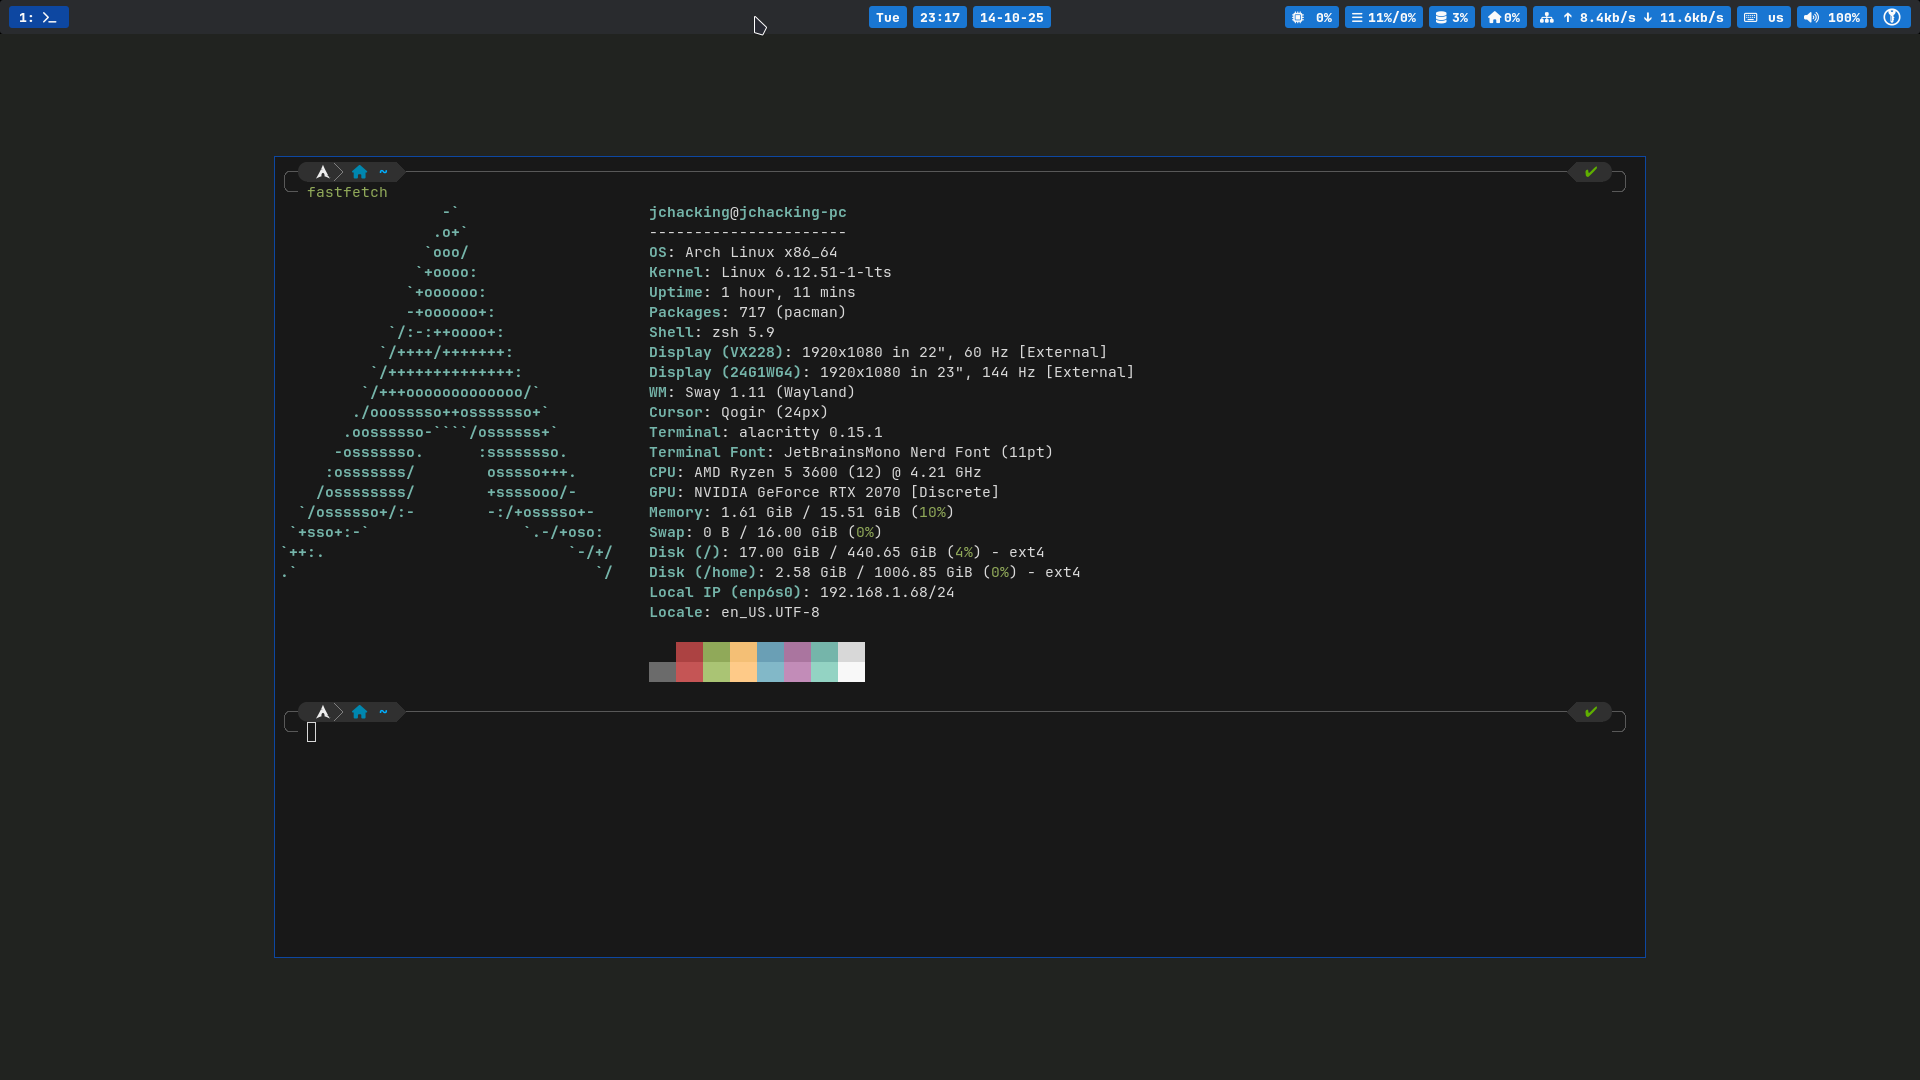 1:
Tue 23:17 14-10-25
0% 11%/0% 3% 0% ↑ 8.4kb/s ↓ 11.6kb/s us 100%
~ ✔
fastfetch
-`
.o+`
`ooo/
`+oooo:
`+oooooo:
-+oooooo+:
`/:-:++oooo+:
`/++++/+++++++:
`/++++++++++++++:
`/+++ooooooooooooo/`
./ooosssso++osssssso+`
.oossssso-````/ossssss+`
-osssssso.      :ssssssso.
:osssssss/        osssso+++.
/ossssssss/        +ssssooo/-
`/ossssso+/:-        -:/+osssso+-
`+sso+:-`                 `.-/+oso:
`++:.                           `-/+/
.`                                 `/
jchacking@jchacking-pc
----------------------
OS: Arch Linux x86_64
Kernel: Linux 6.12.51-1-lts
Uptime: 1 hour, 11 mins
Packages: 717 (pacman)
Shell: zsh 5.9
Display (VX228): 1920x1080 in 22", 60 Hz [External]
Display (24G1WG4): 1920x1080 in 23", 144 Hz [External]
WM: Sway 1.11 (Wayland)
Cursor: Qogir (24px)
Terminal: alacritty 0.15.1
Terminal Font: JetBrainsMono Nerd Font (11pt)
CPU: AMD Ryzen 5 3600 (12) @ 4.21 GHz
GPU: NVIDIA GeForce RTX 2070 [Discrete]
Memory: 1.61 GiB / 15.51 GiB (10%)
Swap: 0 B / 16.00 GiB (0%)
Disk (/): 17.00 GiB / 440.65 GiB (4%) - ext4
Disk (/home): 2.58 GiB / 1006.85 GiB (0%) - ext4
Local IP (enp6s0): 192.168.1.68/24
Locale: en_US.UTF-8
~ ✔